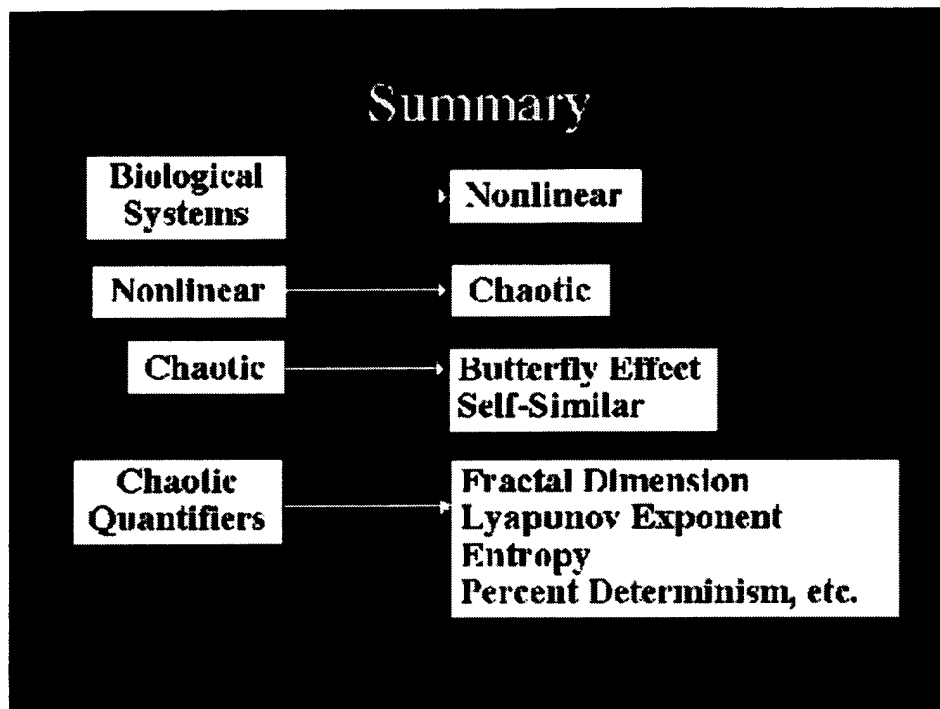 Summary
Biological
Systems
Nonlinear
Nonlinear
Chaotic
Chaotic
Butterfly Effect
Self-Similar
Chaotic
Quantifiers
Fractal Dimension
Lyapunov Exponent
Entropy
Percent Determinism, etc.